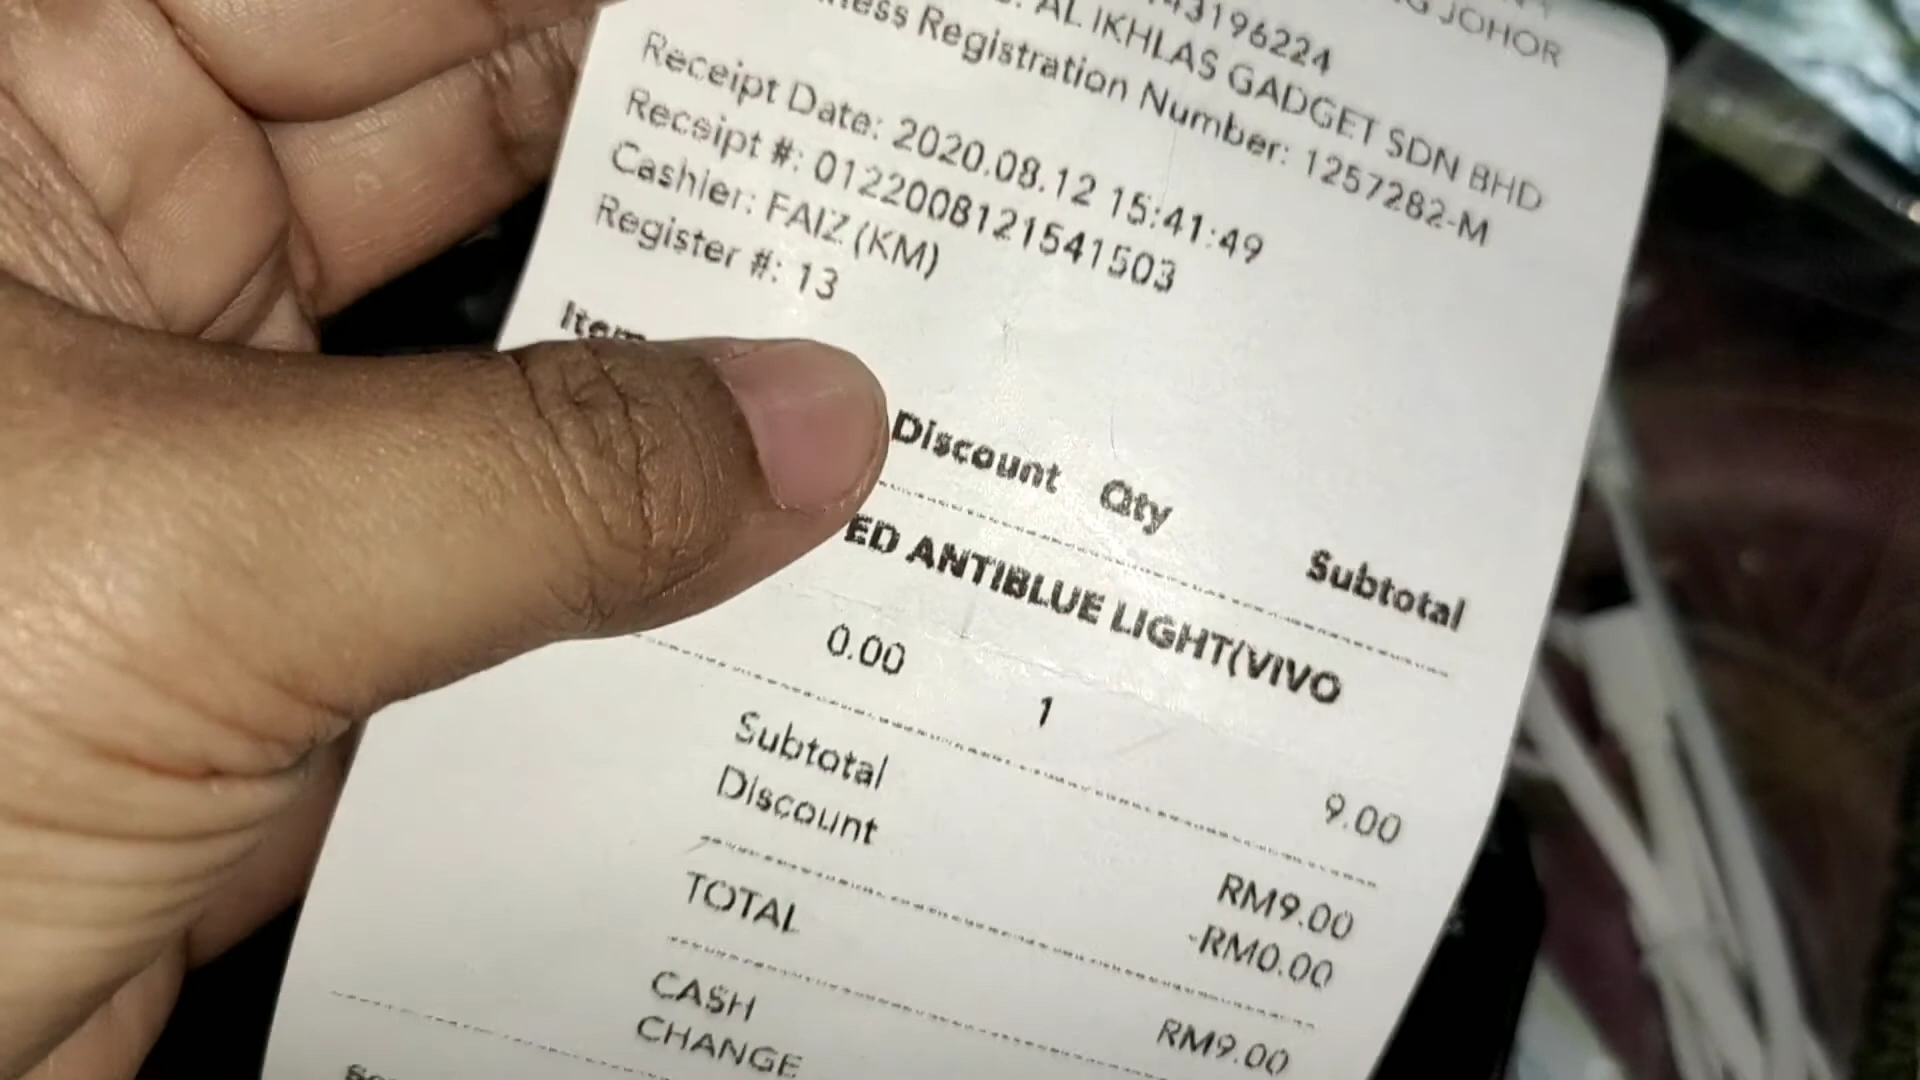 G JOHOR
43196224
AL IKHLAS GADGET SDN BHD
ness Registration Number: 1257282-M
Receipt Date: 2020.08.12 15:41:49
Receipt #: 0122008121541503
Cashier: FAIZ (KM)
Register #: 13
Item
Discount Qty Subtotal
ED ANTIBLUE LIGHT(VIVO
0.00 1 9.00
Subtotal RM9.00
Discount -RM0.00
TOTAL RM9.00
CASH
CHANGE